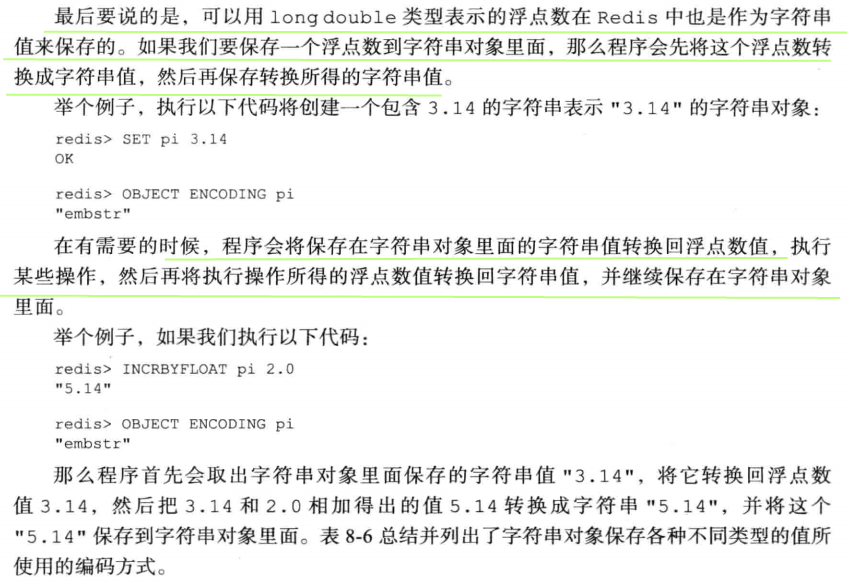 最后要说的是，可以用 long double 类型表示的浮点数在 Redis 中也是作为字符串
值来保存的。如果我们要保存一个浮点数到字符串对象里面，那么程序会先将这个浮点数转
换成字符串值，然后再保存转换所得的字符串值。
举个例子，执行以下代码将创建一个包含 3.14 的字符串表示 "3.14" 的字符串对象：
redis> SET pi 3.14
OK
redis> OBJECT ENCODING pi
"embstr"
在有需要的时候，程序会将保存在字符串对象里面的字符串值转换回浮点数值，执行
某些操作，然后再将执行操作所得的浮点数值转换回字符串值，并继续保存在字符串对象
里面。
举个例子，如果我们执行以下代码：
redis> INCRBYFLOAT pi 2.0
"5.14"
redis> OBJECT ENCODING pi
"embstr"
那么程序首先会取出字符串对象里面保存的字符串值 "3.14"，将它转换回浮点数
值 3.14，然后把 3.14 和 2.0 相加得出的值 5.14 转换成字符串 "5.14"，并将这个
"5.14" 保存到字符串对象里面。表 8-6 总结并列出了字符串对象保存各种不同类型的值所
使用的编码方式。